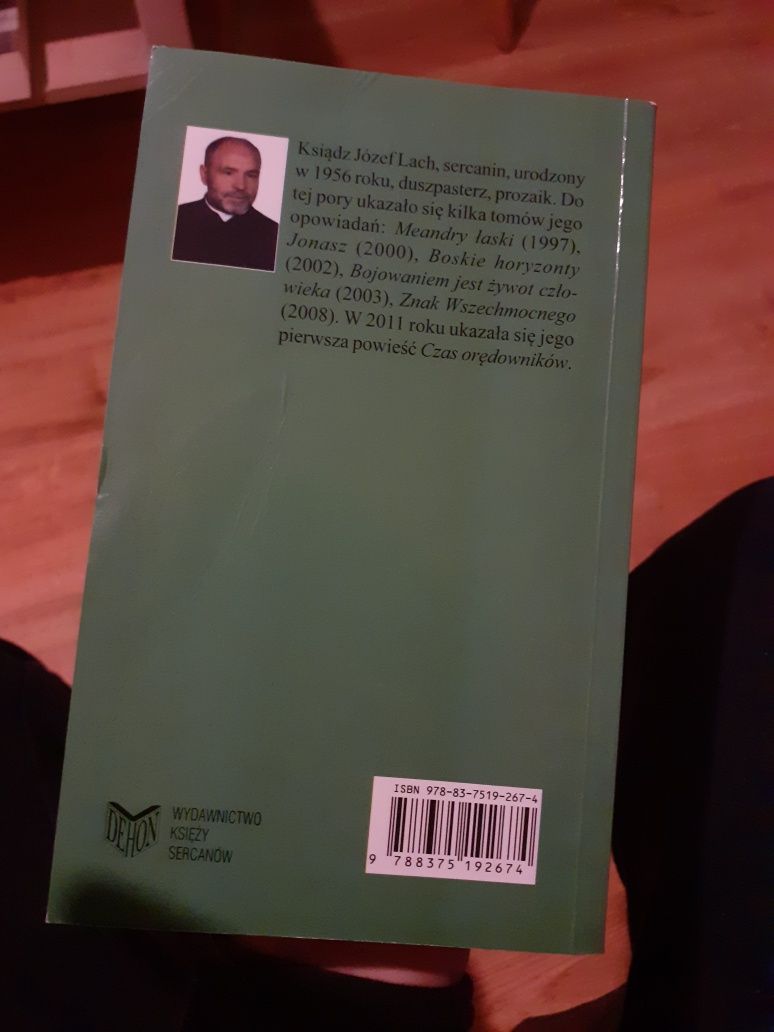 Ksiądz Józef Lach, sercanin, urodzony
w 1956 roku, duszpasterz, prozaik. Do
tej pory ukazało się kilka tomów jego
opowiadań: Meandry łaski (1997),
Jonasz (2000), Boskie horyzonty
(2002), Bojowaniem jest żywot czło-
wieka (2003), Znak Wszechmocnego
(2008). W 2011 roku ukazała się jego
pierwsza powieść Czas orędowników.
ISBN 978-83-7519-267-4
9 788375 192674
DEHON
WYDAWNICTWO
KSIĘŻY
SERCANÓW